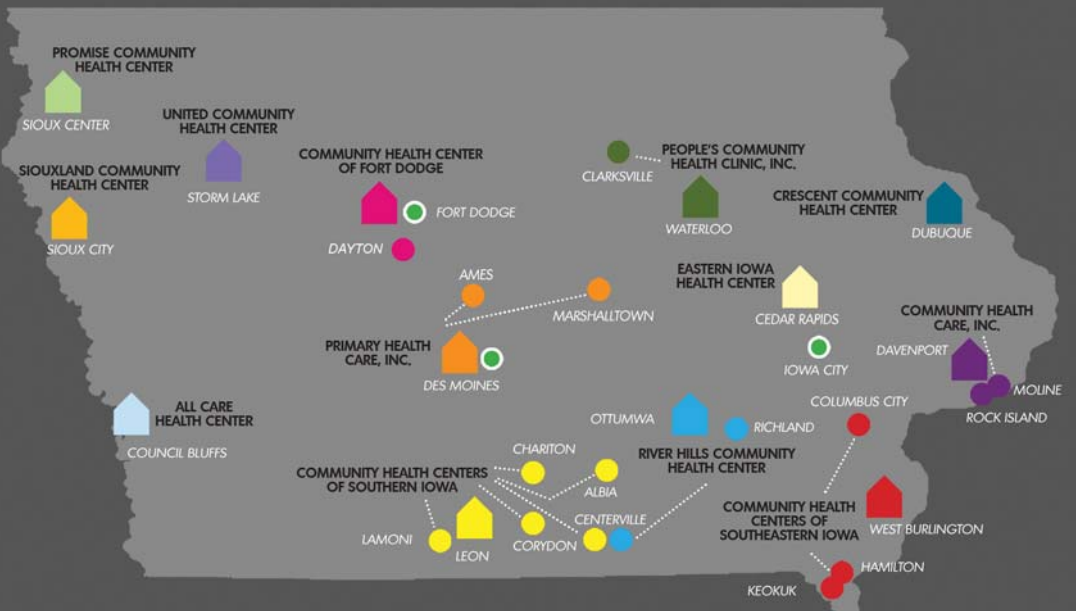 PROMISE COMMUNITY
HEALTH CENTER
SIOUX CENTER
UNITED COMMUNITY
HEALTH CENTER
STORM LAKE
SIOUXLAND COMMUNITY
HEALTH CENTER
SIOUX CITY
COMMUNITY HEALTH CENTER
OF FORT DODGE
FORT DODGE
DAYTON
CLARKSVILLE
PEOPLE'S COMMUNITY
HEALTH CLINIC, INC.
WATERLOO
CRESCENT COMMUNITY
HEALTH CENTER
DUBUQUE
AMES
MARSHALLTOWN
PRIMARY HEALTH
CARE, INC.
DES MOINES
EASTERN IOWA
HEALTH CENTER
CEDAR RAPIDS
IOWA CITY
COMMUNITY HEALTH
CARE, INC.
DAVENPORT
MOLINE
ROCK ISLAND
ALL CARE
HEALTH CENTER
COUNCIL BLUFFS
OTTUMWA
RICHLAND
RIVER HILLS COMMUNITY
HEALTH CENTER
COLUMBUS CITY
CHARITON
ALBIA
COMMUNITY HEALTH CENTERS
OF SOUTHERN IOWA
LAMONI
LEON
CORYDON
CENTERVILLE
COMMUNITY HEALTH
CENTERS OF
SOUTHEASTERN IOWA
WEST BURLINGTON
HAMILTON
KEOKUK